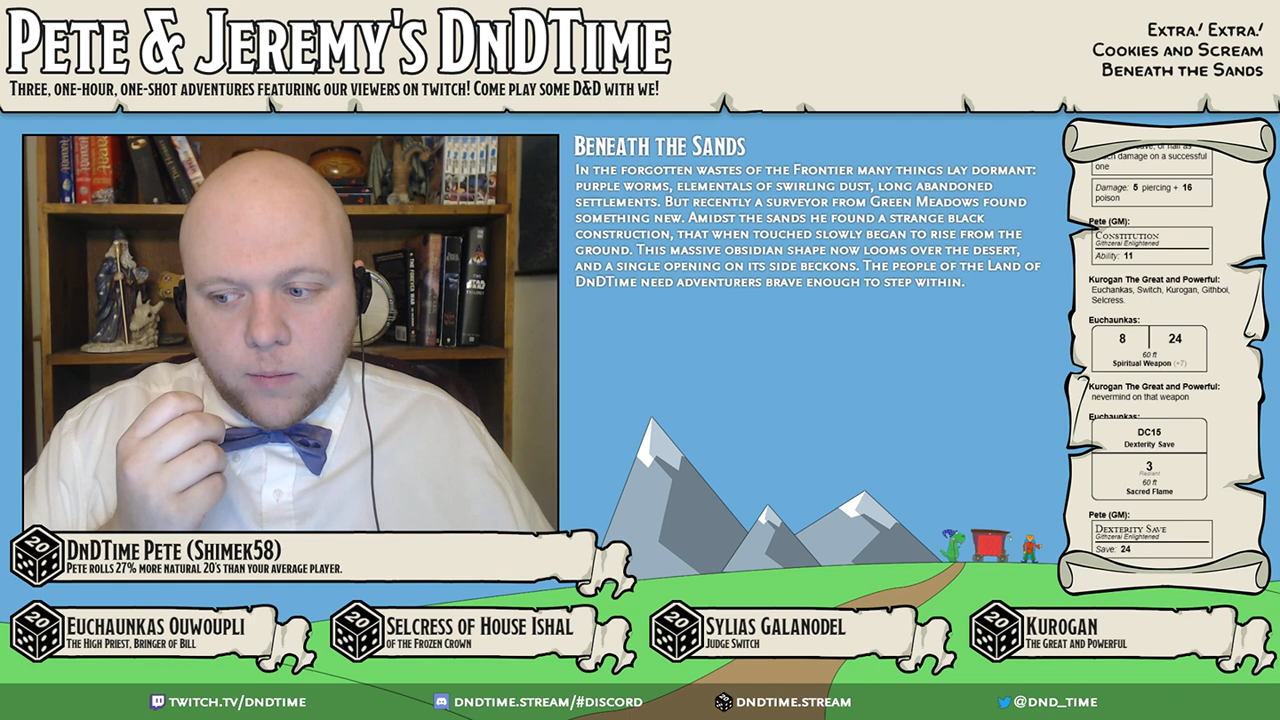 Pete & Jeremy's DnDTime
Three, one-hour, one-shot adventures featuring our viewers on Twitch! Come play some D&D with we!
Extra! Extra!
Cookies and Scream
Beneath the Sands
Beneath the Sands
In the forgotten wastes of the Frontier many things lay dormant:
purple worms, elementals of swirling dust, long abandoned
settlements. But recently a surveyor from Green Meadows found
something new. Amidst the sands he found a strange black
construction, that when touched slowly began to rise from the
ground. This massive obsidian shape now looms over the desert,
and a single opening on its side beckons. The people of the Land of
DnDTime need adventurers brave enough to step within.
damage on a successful
one
Damage: 5 piercing + 16
poison
Pete (GM):
Constitution
Githzerai Enlightened
Ability: 11
Kurogan The Great and Powerful:
Euchankas, Switch, Kurogan, Githboi,
Selcress.
Euchaunkas:
8 24
60 ft
Spiritual Weapon (+7)
Kurogan The Great and Powerful:
nevermind on that weapon
Euchaunkas:
DC15
Dexterity Save
3
Radiant
60 ft
Sacred Flame
Pete (GM):
Dexterity Save
Githzerai Enlightened
Save: 24
20
DnDTime Pete (Shimek58)
Pete rolls 27% more natural 20's than your average player.
20
Euchaunkas Ouwoupli
The High Priest, Bringer of Bill
20
Selcress of House Ishal
of the Frozen Crown
20
Sylias Galanodel
Judge Switch
20
Kurogan
The Great and Powerful
twitch.tv/dndtime
dndtime.stream/#discord
dndtime.stream
@dnd_time